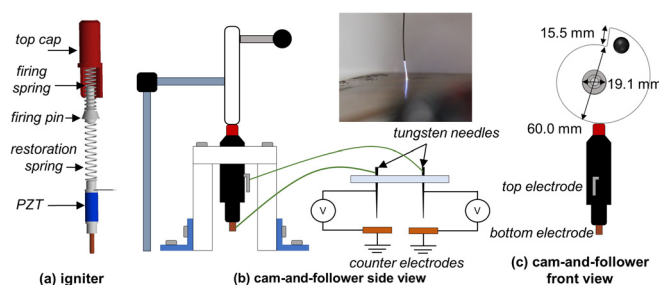 top cap
firing
spring
firing pin
restoration
spring
PZT
(a) igniter
tungsten needles
V
V
counter electrodes
(b) cam-and-follower side view
15.5 mm
19.1 mm
60.0 mm
top electrode
bottom electrode
(c) cam-and-follower
front view